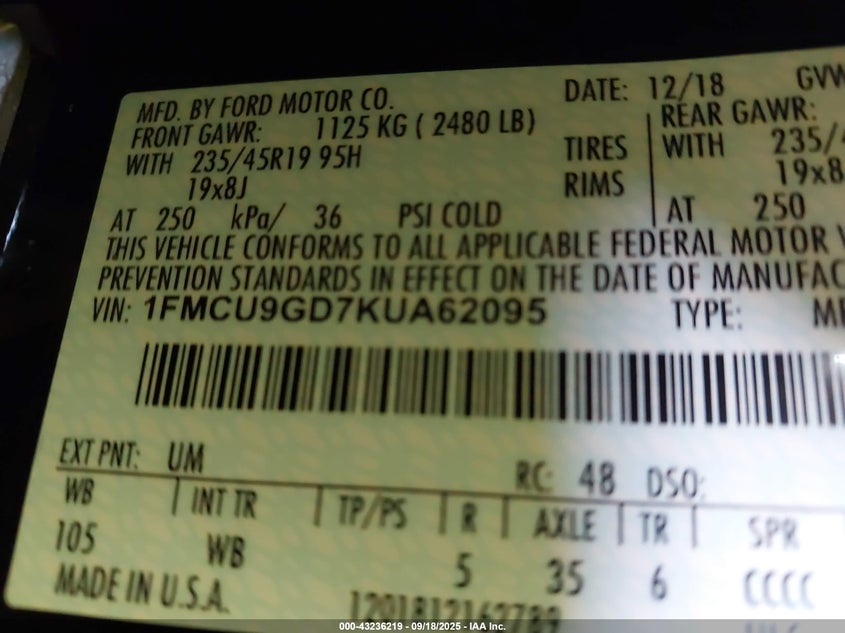 MFD. BY FORD MOTOR CO. DATE: 12/18 GVW
FRONT GAWR: 1125 KG ( 2480 LB) REAR GAWR:
WITH 235/45R19 95H TIRES WITH 235/4
19x8J RIMS 19x8
AT 250 kPa/ 36 PSI COLD AT 250
THIS VEHICLE CONFORMS TO ALL APPLICABLE FEDERAL MOTOR V
PREVENTION STANDARDS IN EFFECT ON THE DATE OF MANUFAC
VIN: 1FMCU9GD7KUA62095 TYPE: M
EXT PNT: UM RC: 48 DSO:
WB INT TR TP/PS R AXLE TR SPR
105 WB 5 35 6 CCCC
MADE IN U.S.A. 1201812162789
000-43236219 - 09/18/2025 - IAA Inc.